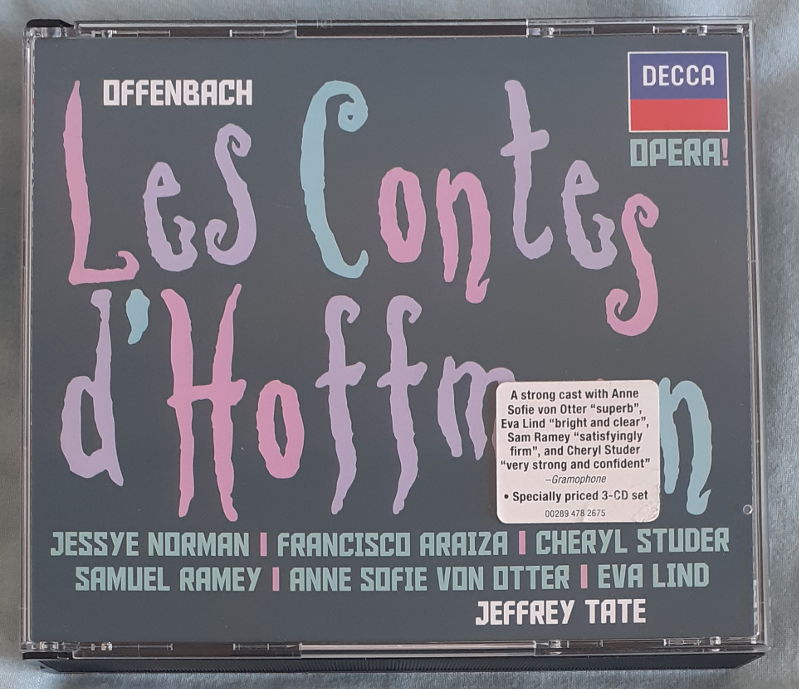 OFFENBACH
DECCA
OPERA!
Les Contes
d'Hoffm n
A strong cast with Anne
Sofie von Otter "superb",
Eva Lind "bright and clear",
Sam Ramey "satisfyingly
firm", and Cheryl Studer
"very strong and confident"
–Gramophone
• Specially priced 3-CD set
00289 478 2675
JESSYE NORMAN | FRANCISCO ARAIZA | CHERYL STUDER
SAMUEL RAMEY | ANNE SOFIE VON OTTER | EVA LIND
JEFFREY TATE